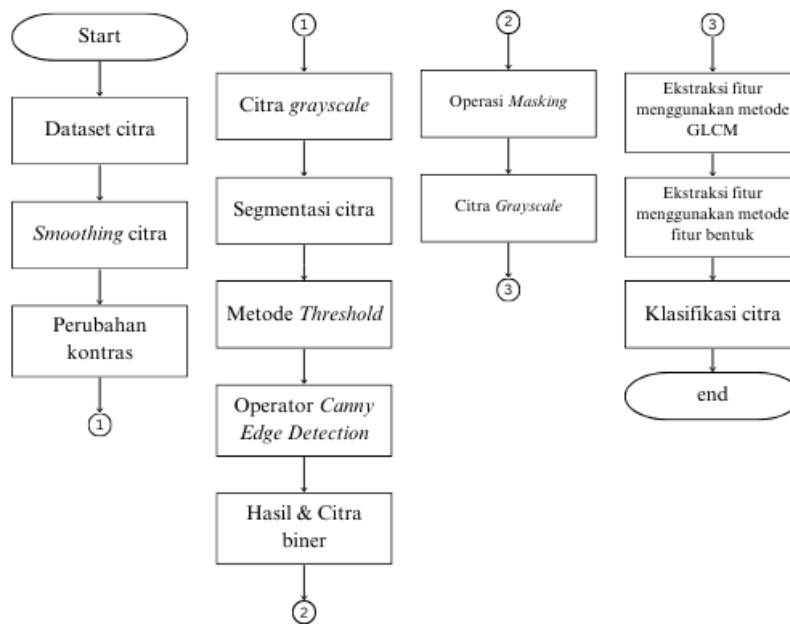 Start
Dataset citra
Smoothing citra
Perubahan
kontras
1
1
Citra grayscale
Segmentasi citra
Metode Threshold
Operator Canny
Edge Detection
Hasil & Citra
biner
2
2
Operasi Masking
Citra Grayscale
3
3
Ekstraksi fitur
menggunakan metode
GLCM
Ekstraksi fitur
menggunakan metode
fitur bentuk
Klasifikasi citra
end